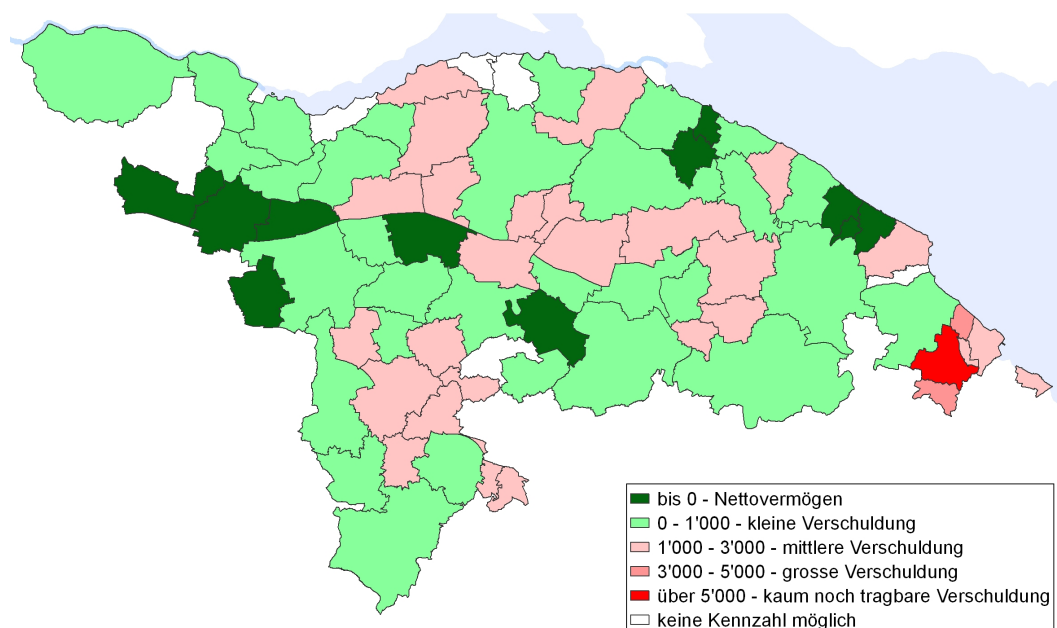 bis 0 - Nettovermögen
0 - 1'000 - kleine Verschuldung
1'000 - 3'000 - mittlere Verschuldung
3'000 - 5'000 - grosse Verschuldung
über 5'000 - kaum noch tragbare Verschuldung
keine Kennzahl möglich